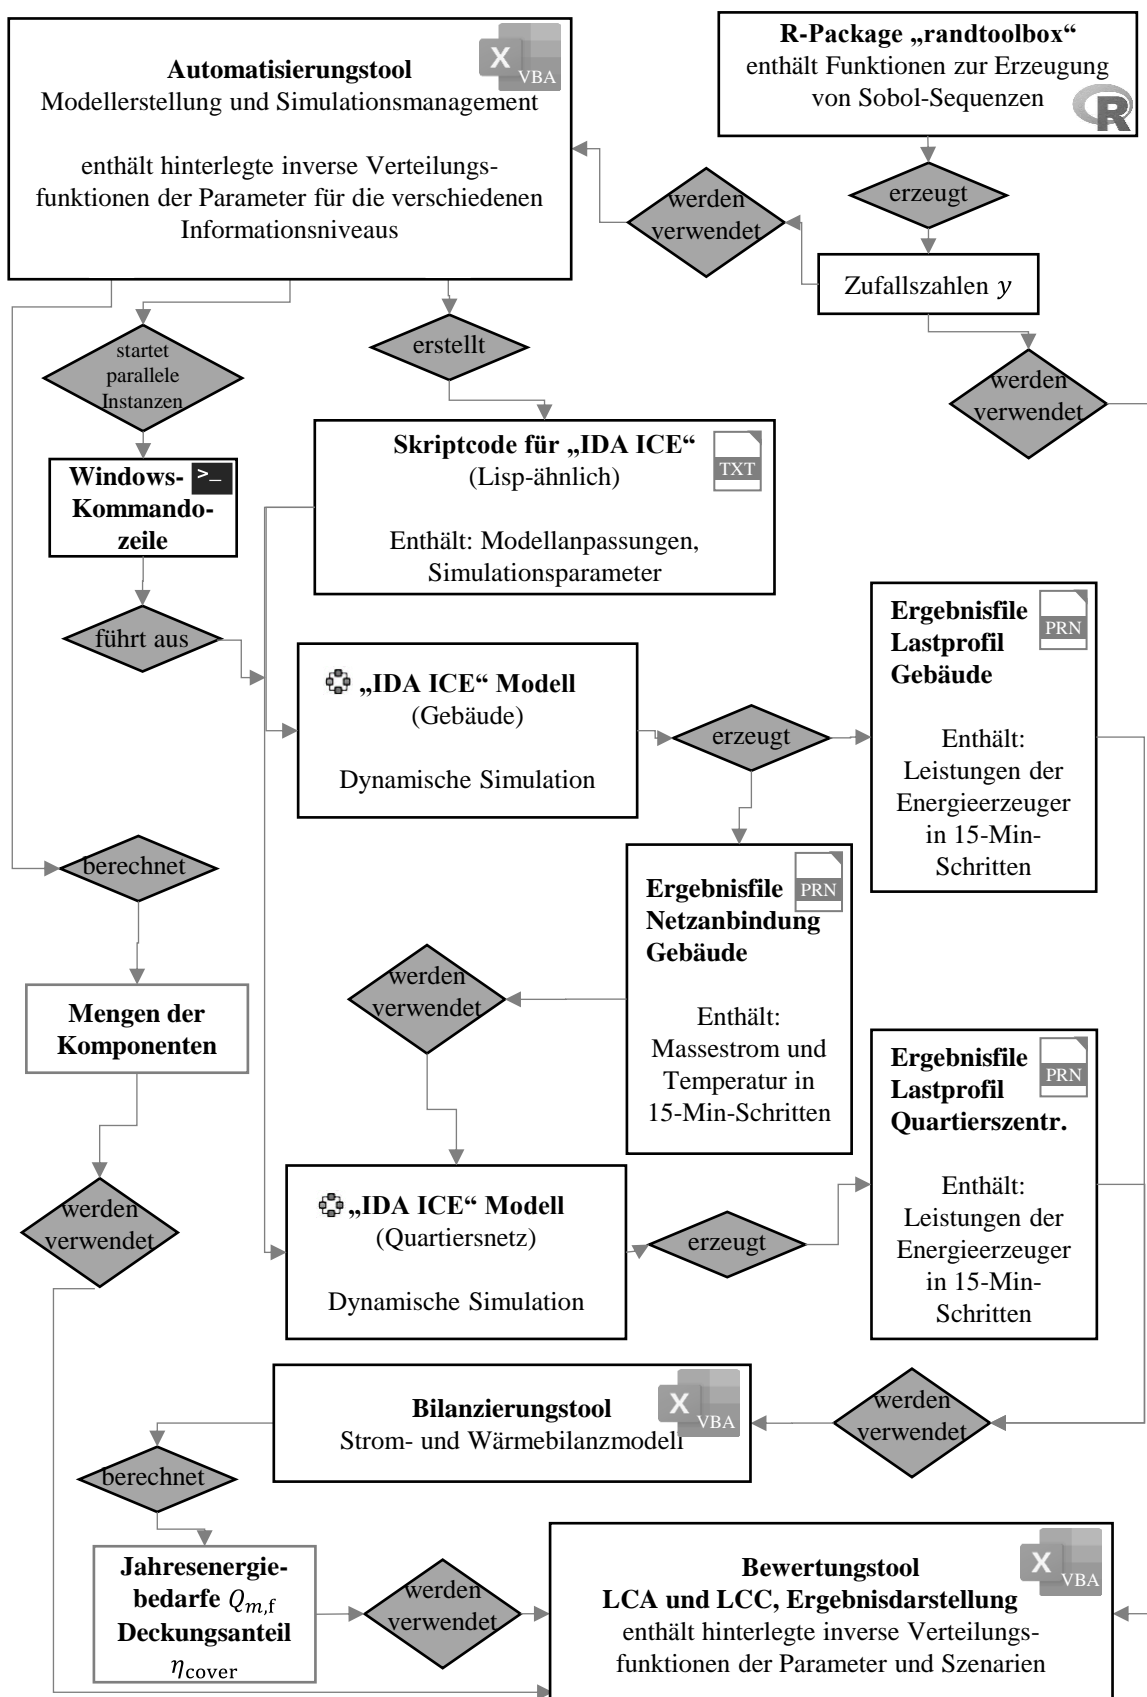 Automatisierungstool
Modellerstellung und Simulationsmanagement
enthält hinterlegte inverse Verteilungs-
funktionen der Parameter für die verschiedenen
Informationsniveaus
X
VBA
R-Package „randtoolbox“
enthält Funktionen zur Erzeugung
von Sobol-Sequenzen
R
erzeugt
werden
verwendet
Zufallszahlen y
werden
verwendet
startet
parallele
Instanzen
erstellt
Windows-
Kommando-
zeile
>_
Skriptcode für „IDA ICE“
(Lisp-ähnlich)
Enthält: Modellanpassungen,
Simulationsparameter
TXT
führt aus
„IDA ICE“ Modell
(Gebäude)
Dynamische Simulation
erzeugt
Ergebnisfile
Lastprofil
Gebäude
Enthält:
Leistungen der
Energieerzeuger
in 15-Min-
Schritten
PRN
berechnet
Ergebnisfile
Netzanbindung
Gebäude
Enthält:
Massestrom und
Temperatur in
15-Min-Schritten
PRN
werden
verwendet
Mengen der
Komponenten
Ergebnisfile
Lastprofil
Quartierszentr.
Enthält:
Leistungen der
Energieerzeuger
in 15-Min-
Schritten
PRN
werden
verwendet
„IDA ICE“ Modell
(Quartiersnetz)
Dynamische Simulation
erzeugt
Bilanzierungstool
Strom- und Wärmebilanzmodell
X
VBA
werden
verwendet
berechnet
Jahresenergie-
bedarfe Q_m,f
Deckungsanteil
η_cover
werden
verwendet
Bewertungstool
LCA und LCC, Ergebnisdarstellung
enthält hinterlegte inverse Verteilungs-
funktionen der Parameter und Szenarien
X
VBA